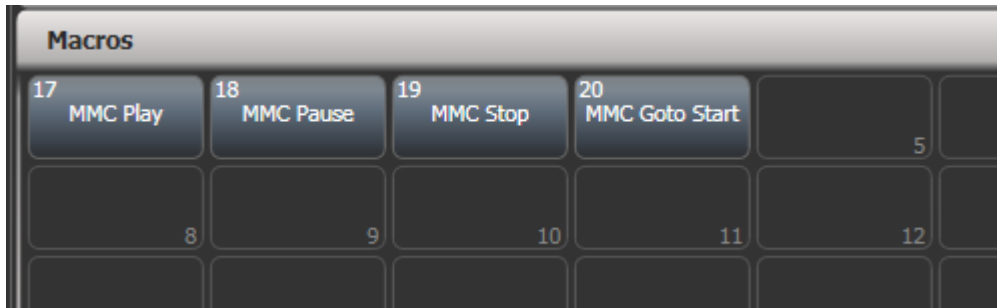 Macros
17 18 19 20
MMC Play MMC Pause MMC Stop MMC Goto Start
5
8 9 10 11 12